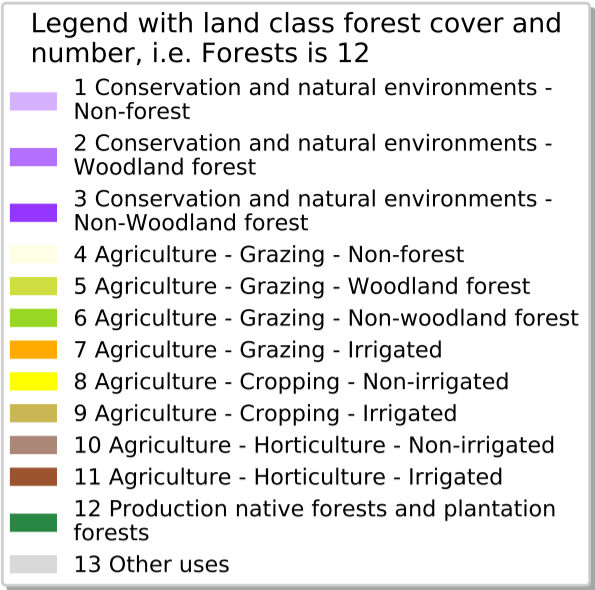 Legend with land class forest cover and
number, i.e. Forests is 12
1 Conservation and natural environments -
Non-forest
2 Conservation and natural environments -
Woodland forest
3 Conservation and natural environments -
Non-Woodland forest
4 Agriculture - Grazing - Non-forest
5 Agriculture - Grazing - Woodland forest
6 Agriculture - Grazing - Non-woodland forest
7 Agriculture - Grazing - Irrigated
8 Agriculture - Cropping - Non-irrigated
9 Agriculture - Cropping - Irrigated
10 Agriculture - Horticulture - Non-irrigated
11 Agriculture - Horticulture - Irrigated
12 Production native forests and plantation
forests
13 Other uses